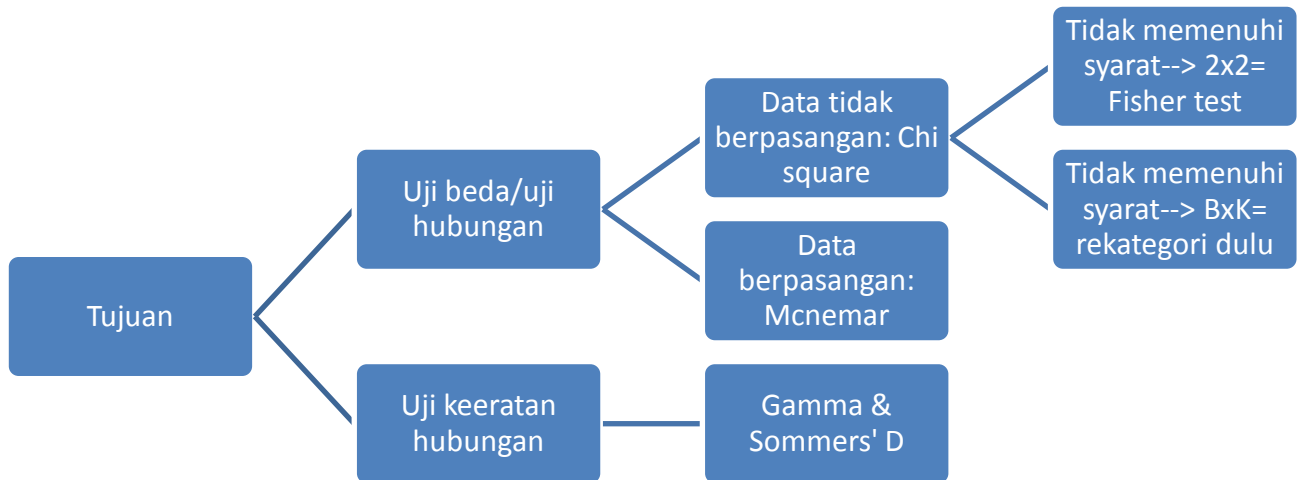 Tujuan
Uji beda/uji
hubungan
Data tidak
berpasangan: Chi
square
Tidak memenuhi
syarat--> 2x2=
Fisher test
Tidak memenuhi
syarat--> BxK=
rekategori dulu
Data
berpasangan:
Mcnemar
Uji keeratan
hubungan
Gamma &
Sommers' D